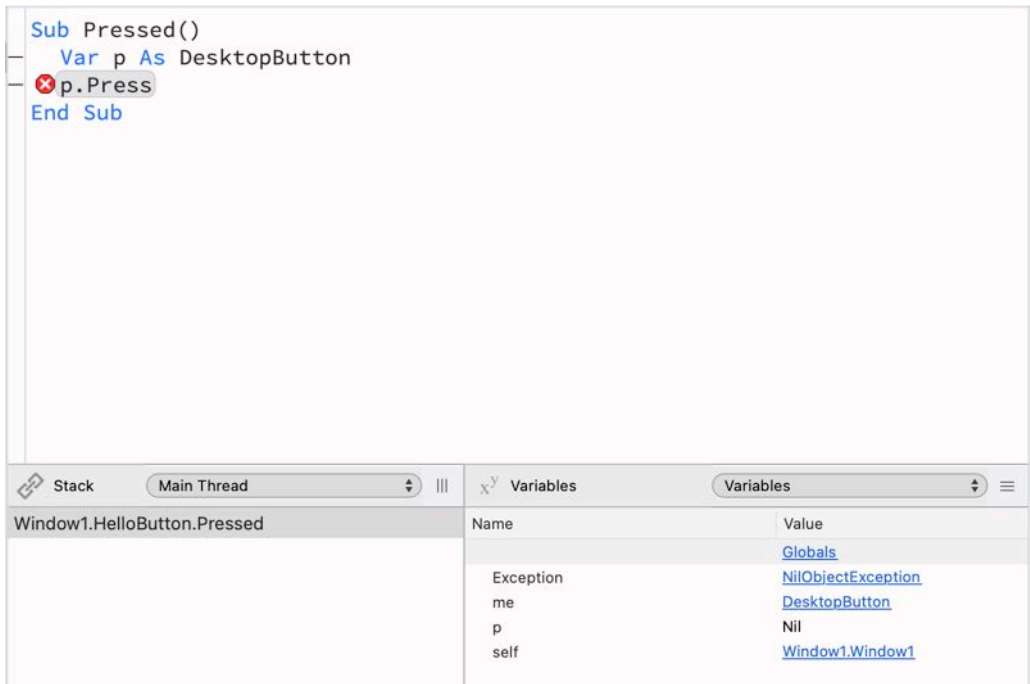 Sub Pressed()
Var p As DesktopButton
p.Press
End Sub
Stack Main Thread
Window1.HelloButton.Pressed
xy Variables Variables
Name Value
Globals
Exception NilObjectException
me DesktopButton
p Nil
self Window1.Window1